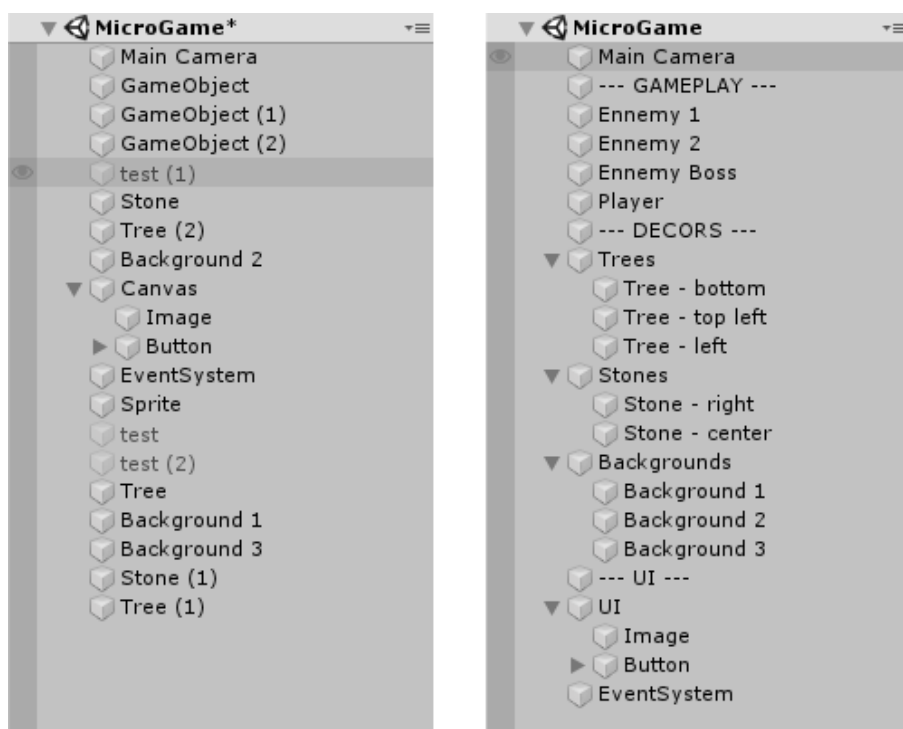 MicroGame*
Main Camera
GameObject
GameObject (1)
GameObject (2)
test (1)
Stone
Tree (2)
Background 2
Canvas
Image
Button
EventSystem
Sprite
test
test (2)
Tree
Background 1
Background 3
Stone (1)
Tree (1)
MicroGame
Main Camera
--- GAMEPLAY ---
Ennemy 1
Ennemy 2
Ennemy Boss
Player
--- DECORS ---
Trees
Tree - bottom
Tree - top left
Tree - left
Stones
Stone - right
Stone - center
Backgrounds
Background 1
Background 2
Background 3
--- UI ---
UI
Image
Button
EventSystem